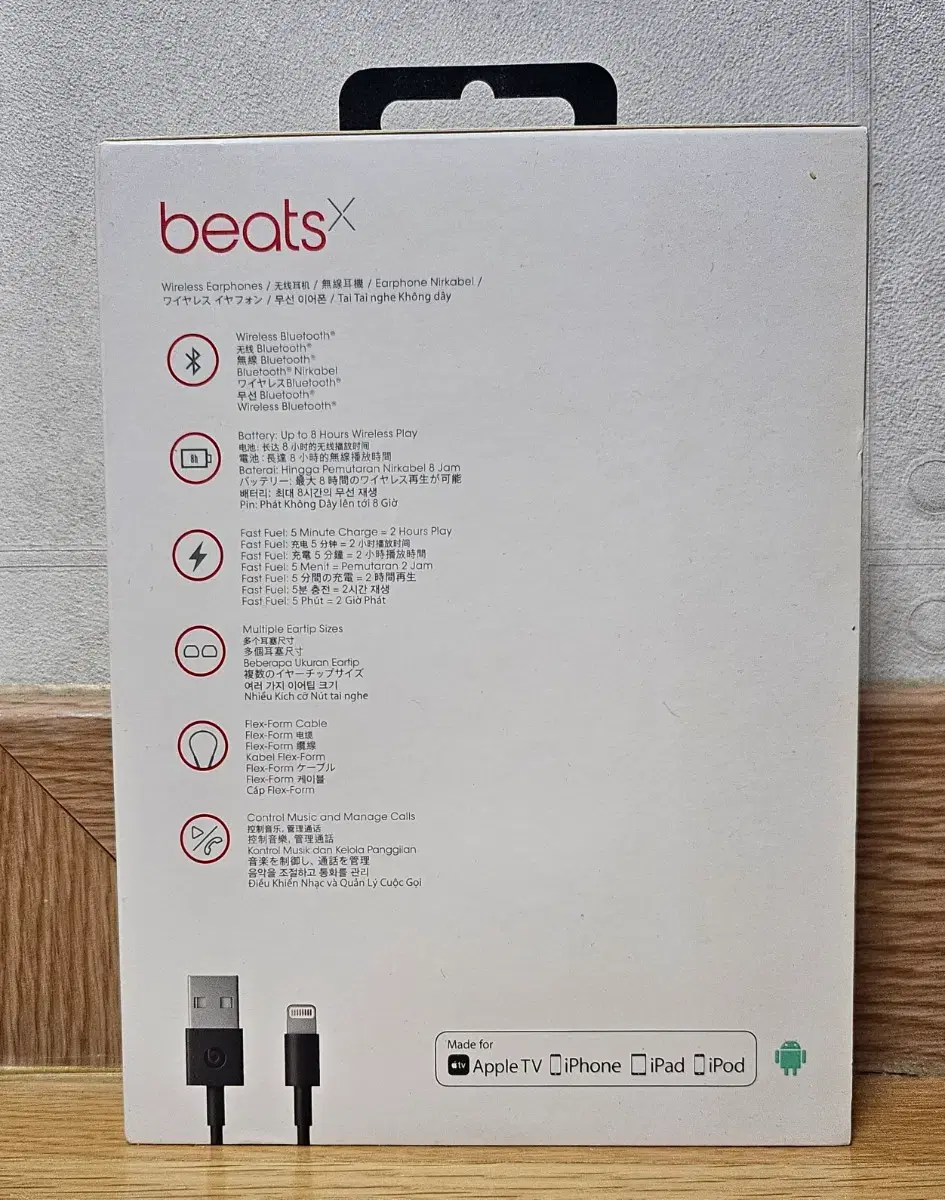 beatsX
Wireless Earphones / 无线耳机 / 無線耳機 / Earphone Nirkabel /
ワイヤレス イヤフォン / 무선 이어폰 / Tai Tai nghe Không dây
Wireless Bluetooth®
无线 Bluetooth®
無線 Bluetooth®
Bluetooth® Nirkabel
ワイヤレスBluetooth®
무선 Bluetooth®
Wireless Bluetooth®
8h
Battery: Up to 8 Hours Wireless Play
电池: 长达 8 小时的无线播放时间
電池: 長達 8 小時的無線播放時間
Baterai: Hingga Pemutaran Nirkabel 8 Jam
バッテリー: 最大 8 時間のワイヤレス再生が可能
배터리: 최대 8시간의 무선 재생
Pin: Phát Không Dây lên tới 8 Giờ
Fast Fuel: 5 Minute Charge = 2 Hours Play
Fast Fuel: 充电 5 分钟 = 2 小时播放时间
Fast Fuel: 充電 5 分鐘 = 2 小時播放時間
Fast Fuel: 5 Menit = Pemutaran 2 Jam
Fast Fuel: 5 分間の充電 = 2 時間再生
Fast Fuel: 5분 충전 = 2시간 재생
Fast Fuel: 5 Phút = 2 Giờ Phát
Multiple Eartip Sizes
多个耳塞尺寸
多個耳塞尺寸
Beberapa Ukuran Eartip
複数のイヤーチップサイズ
여러 가지 이어팁 크기
Nhiều Kích cỡ Nút tai nghe
Flex-Form Cable
Flex-Form 电缆
Flex-Form 纜線
Kabel Flex-Form
Flex-Form ケーブル
Flex-Form 케이블
Cáp Flex-Form
Control Music and Manage Calls
控制音乐, 管理通话
控制音樂, 管理通話
Kontrol Musik dan Kelola Panggilan
音楽を制御し、通話を管理
음악을 조절하고 통화를 관리
Điều Khiển Nhạc và Quản Lý Cuộc Gọi
Made for
tv Apple TV iPhone iPad iPod